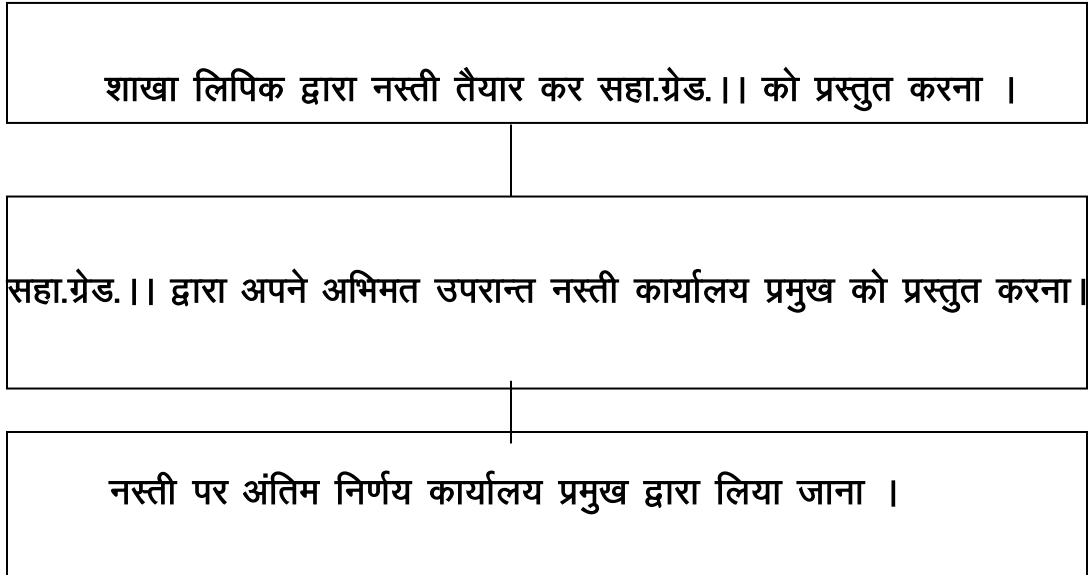 शाखा लिपिक द्वारा नस्ती तैयार कर सहा.ग्रेड.।। को प्रस्तुत करना ।
सहा.ग्रेड.।। द्वारा अपने अभिमत उपरान्त नस्ती कार्यालय प्रमुख को प्रस्तुत करना।
नस्ती पर अंतिम निर्णय कार्यालय प्रमुख द्वारा लिया जाना ।